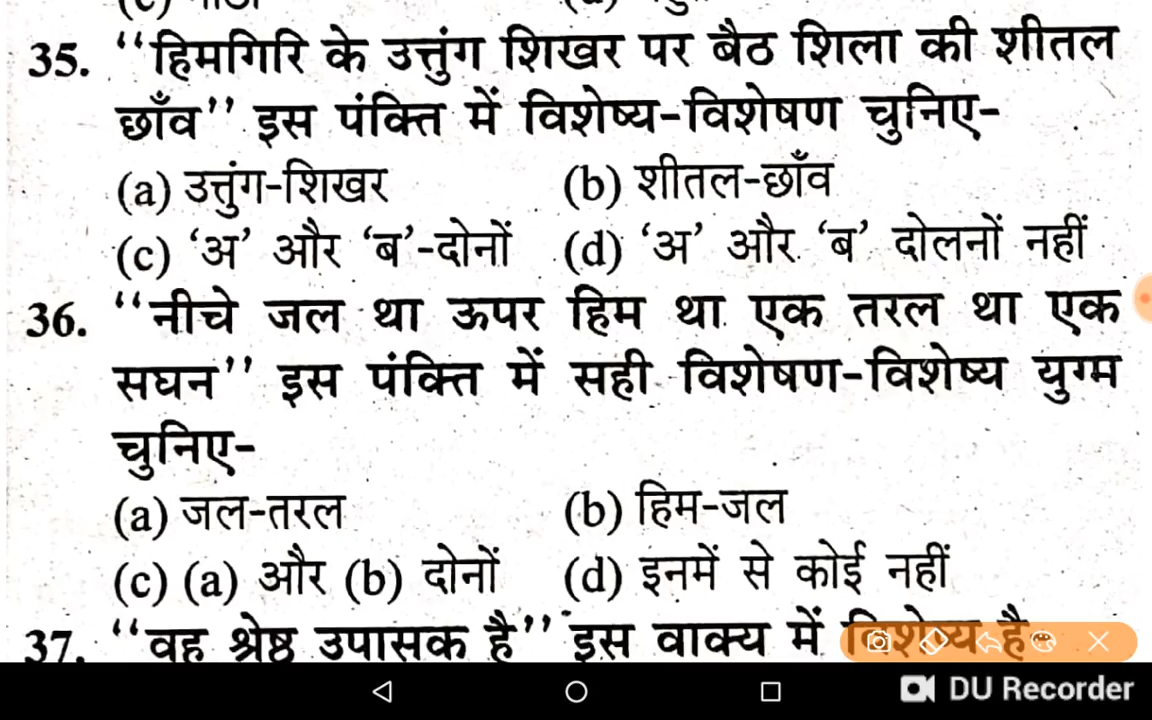 35. “हिमगिरि के उत्तुंग शिखर पर बैठ शिला की शीतल
छाँव” इस पंक्ति में विशेष्य-विशेषण चुनिए-
(a) उत्तुंग-शिखर (b) शीतल-छाँव
(c) ‘अ’ और ‘ब’-दोनों (d) ‘अ’ और ‘ब’ दोलनों नहीं
36. “नीचे जल था ऊपर हिम था एक तरल था एक
सघन” इस पंक्ति में सही विशेषण-विशेष्य युग्म
चुनिए-
(a) जल-तरल (b) हिम-जल
(c) (a) और (b) दोनों (d) इनमें से कोई नहीं
37. “वह श्रेष्ठ उपासक है” इस वाक्य में विशेष्य है-
DU Recorder